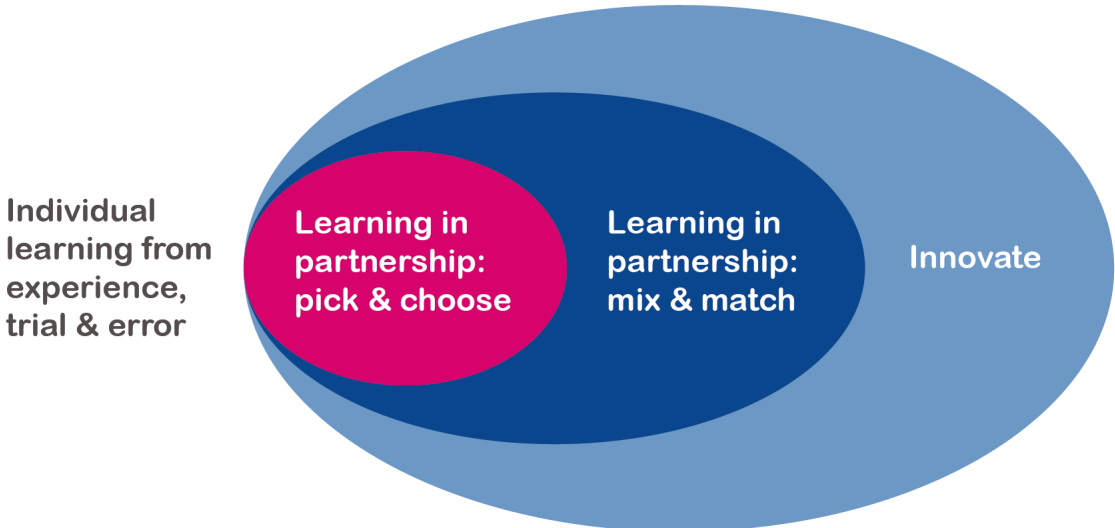 Individual
learning from
experience,
trial & error
Learning in
partnership:
pick & choose
Learning in
partnership:
mix & match
Innovate